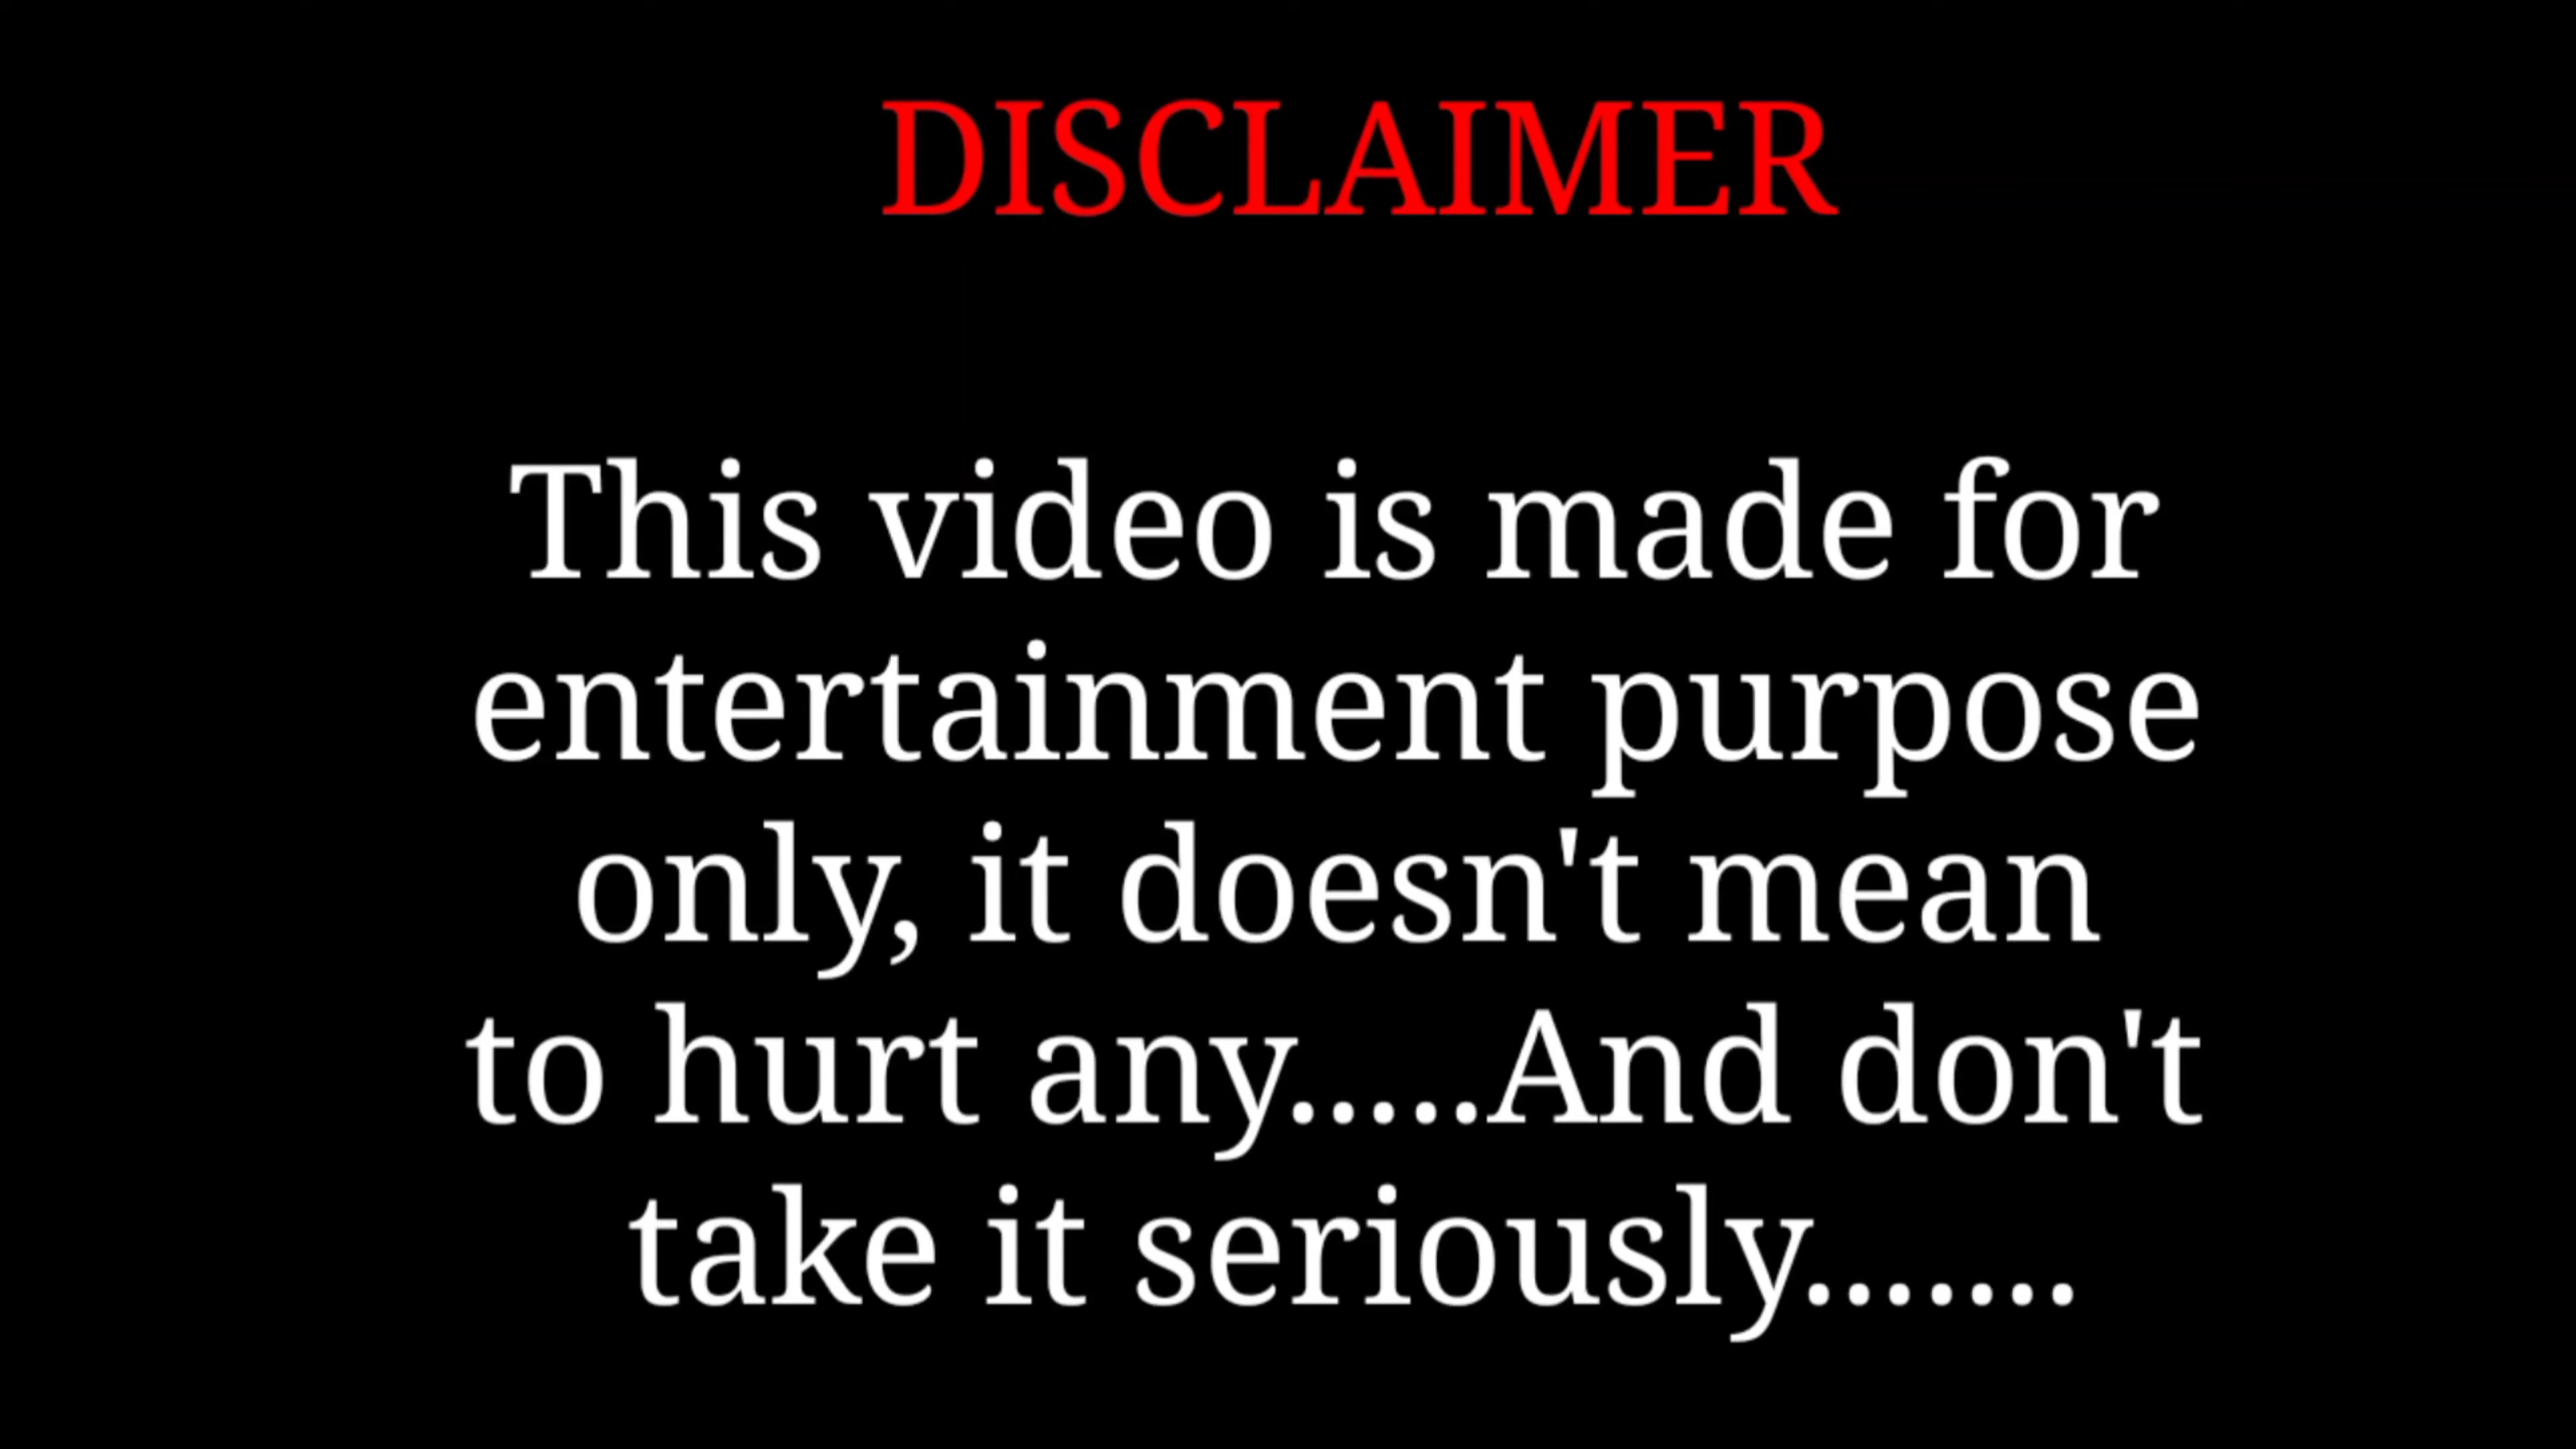 DISCLAIMER
This video is made for
entertainment purpose
only, it doesn't mean
to hurt any.....And don't
take it seriously.......